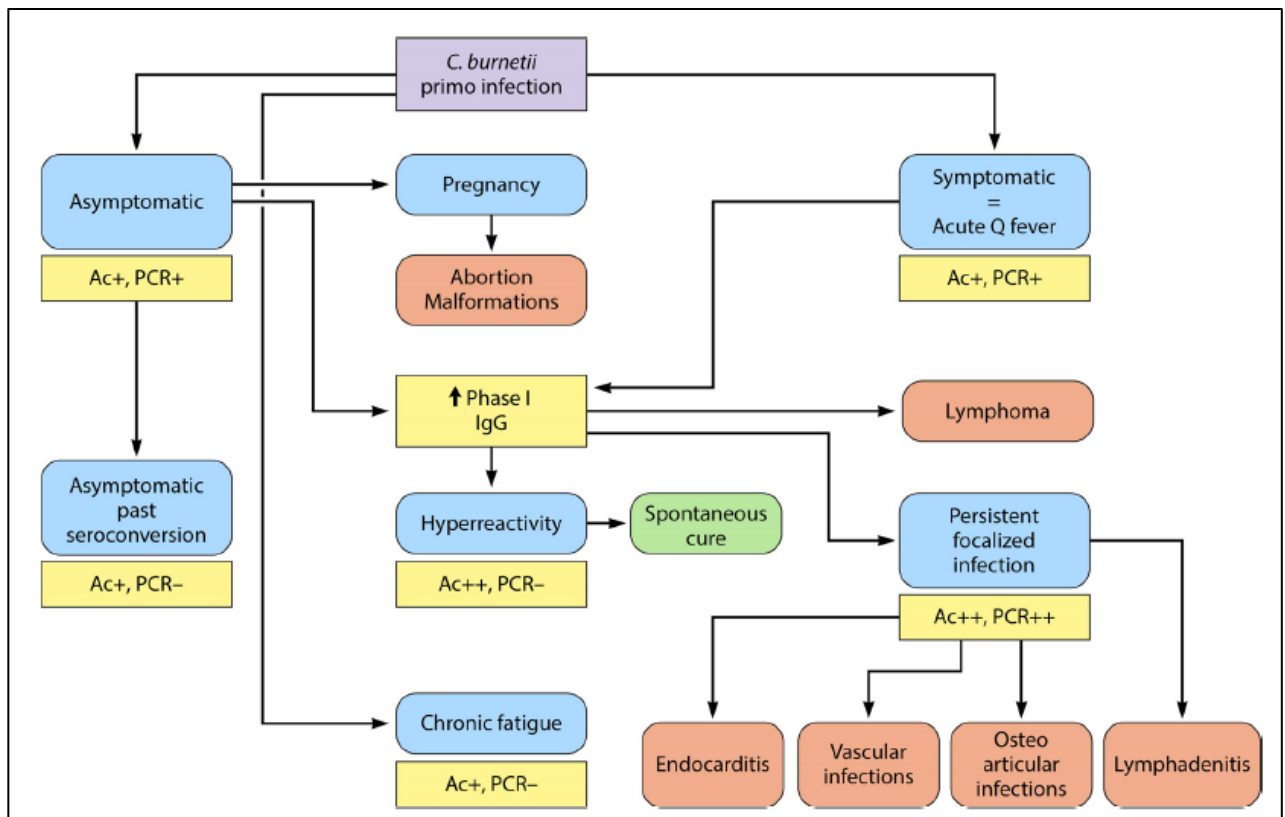 C. burnetii
primo infection
Asymptomatic
Ac+, PCR+
Pregnancy
Abortion
Malformations
Symptomatic
=
Acute Q fever
Ac+, PCR+
↑ Phase I
IgG
Lymphoma
Asymptomatic
past
seroconversion
Ac+, PCR–
Hyperreactivity
Ac++, PCR–
Spontaneous
cure
Persistent
focalized
infection
Ac++, PCR++
Chronic fatigue
Ac+, PCR–
Endocarditis
Vascular
infections
Osteo
articular
infections
Lymphadenitis